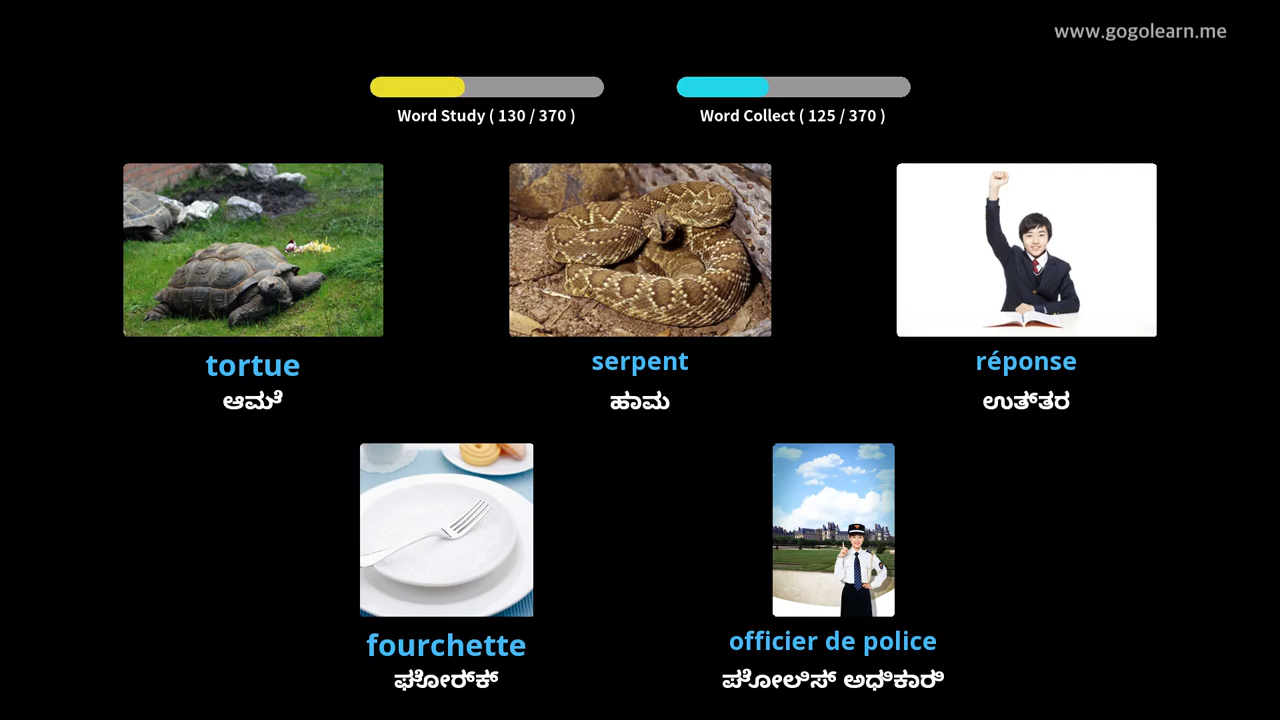 www.gogolearn.me
Word Study ( 130 / 370 )
Word Collect ( 125 / 370 )
tortue
ಆಮೆ
serpent
ಹಾಮ
réponse
ಉತ್ತರ
fourchette
ಫೋರ್ಕ್
officier de police
ಪೋಲಿಸ್ ಅಧಿಕಾರಿ